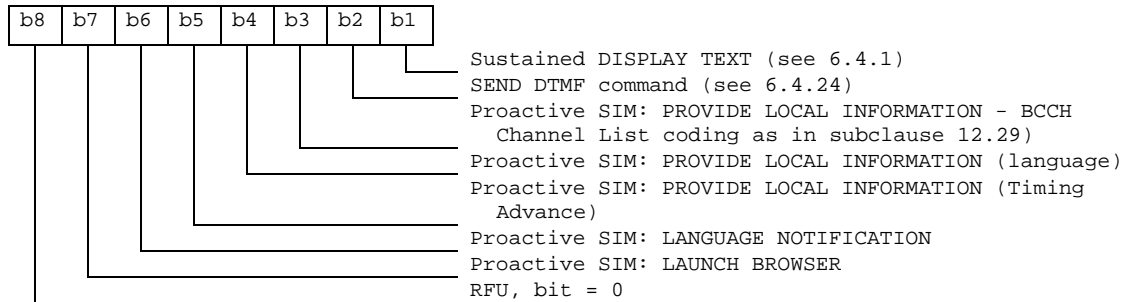 b8 b7 b6 b5 b4 b3 b2 b1
Sustained DISPLAY TEXT (see 6.4.1)
SEND DTMF command (see 6.4.24)
Proactive SIM: PROVIDE LOCAL INFORMATION - BCCH
Channel List coding as in subclause 12.29)
Proactive SIM: PROVIDE LOCAL INFORMATION (language)
Proactive SIM: PROVIDE LOCAL INFORMATION (Timing
Advance)
Proactive SIM: LANGUAGE NOTIFICATION
Proactive SIM: LAUNCH BROWSER
RFU, bit = 0